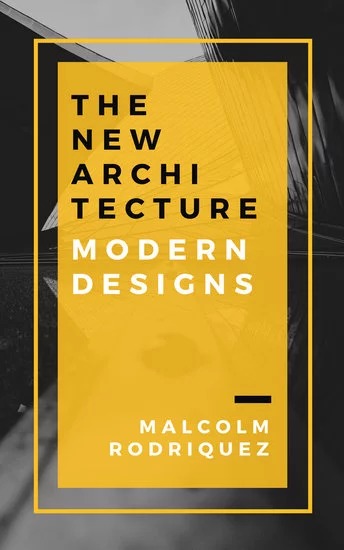 THE
NEW
ARCHI
TECTURE
MODERN
DESIGNS
MALCOLM
RODRIQUEZ